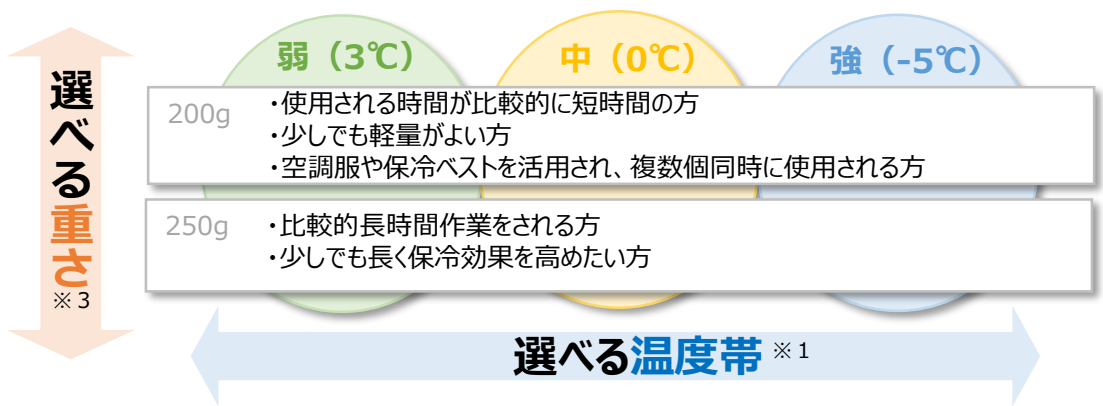 弱（3℃）
中（0℃）
強（-5℃）
選べる重さ
※３
200g
・使用される時間が比較的に短時間の方
・少しでも軽量がよい方
・空調服や保冷ベストを活用され、複数個同時に使用される方
250g
・比較的長時間作業をされる方
・少しでも長く保冷効果を高めたい方
選べる温度帯※１